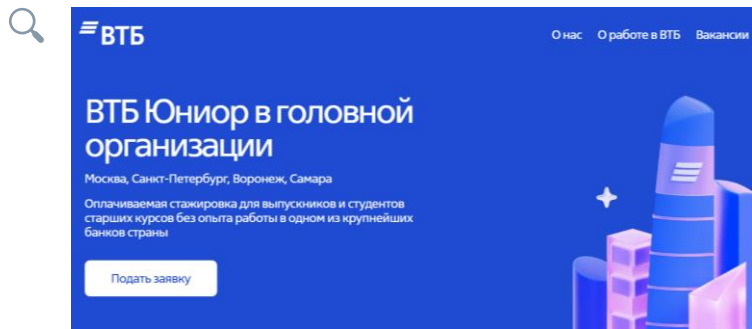 ВТБ
О нас О работе в ВТБ Вакансии
ВТБ Юниор в головной
организации
Москва, Санкт-Петербург, Воронеж, Самара
Оплачиваемая стажировка для выпускников и студентов
старших курсов без опыта работы в одном из крупнейших
банков страны
Подать заявку